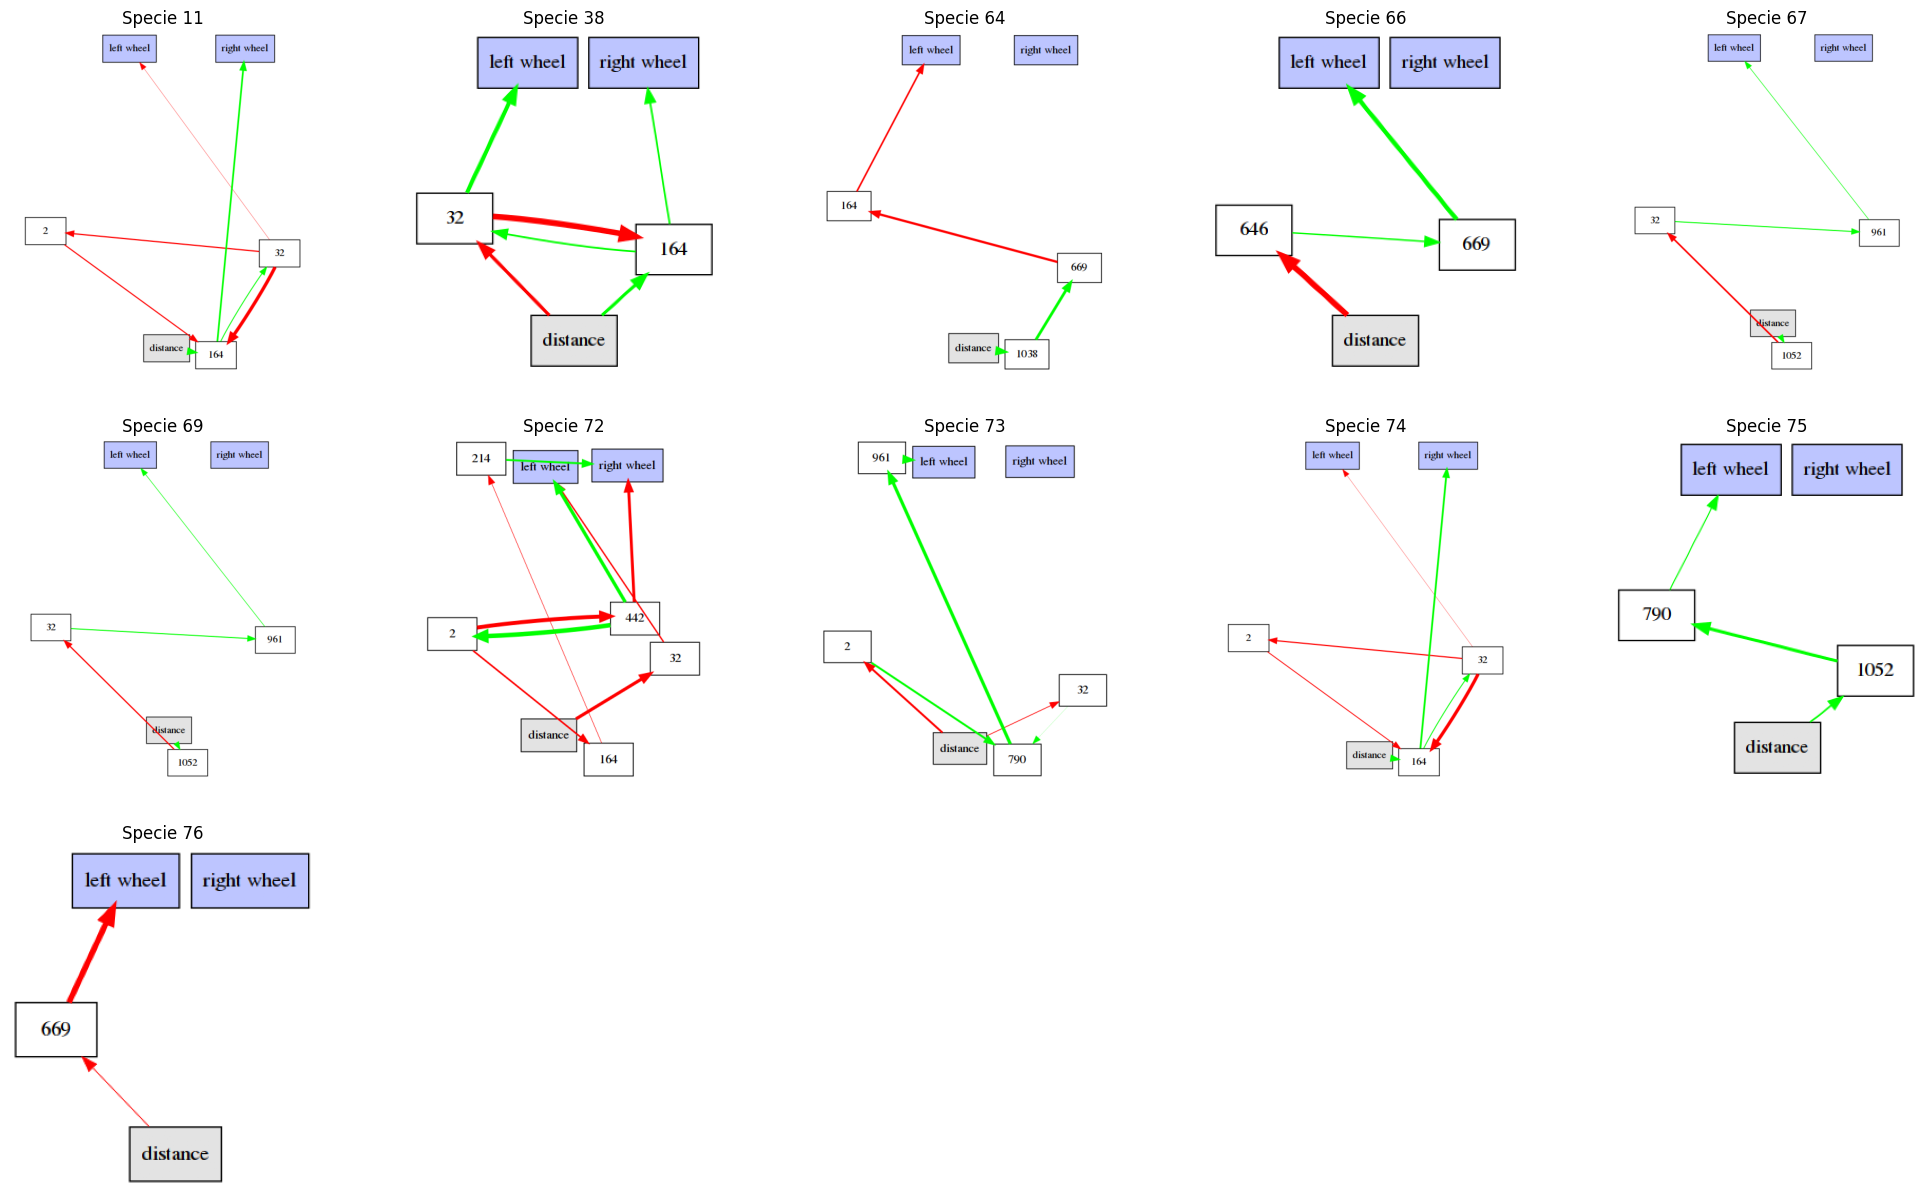 Specie 11
left wheel
right wheel
2
32
distance
164
Specie 38
left wheel
right wheel
32
164
distance
Specie 64
left wheel
right wheel
164
669
distance
1038
Specie 66
left wheel
right wheel
646
669
distance
Specie 67
left wheel
right wheel
32
961
distance
1052
Specie 69
left wheel
right wheel
32
961
distance
1052
Specie 72
214
left wheel
right wheel
442
2
32
distance
164
Specie 73
961
left wheel
right wheel
2
32
distance
790
Specie 74
left wheel
right wheel
2
32
distance
164
Specie 75
left wheel
right wheel
790
1052
distance
Specie 76
left wheel
right wheel
669
distance